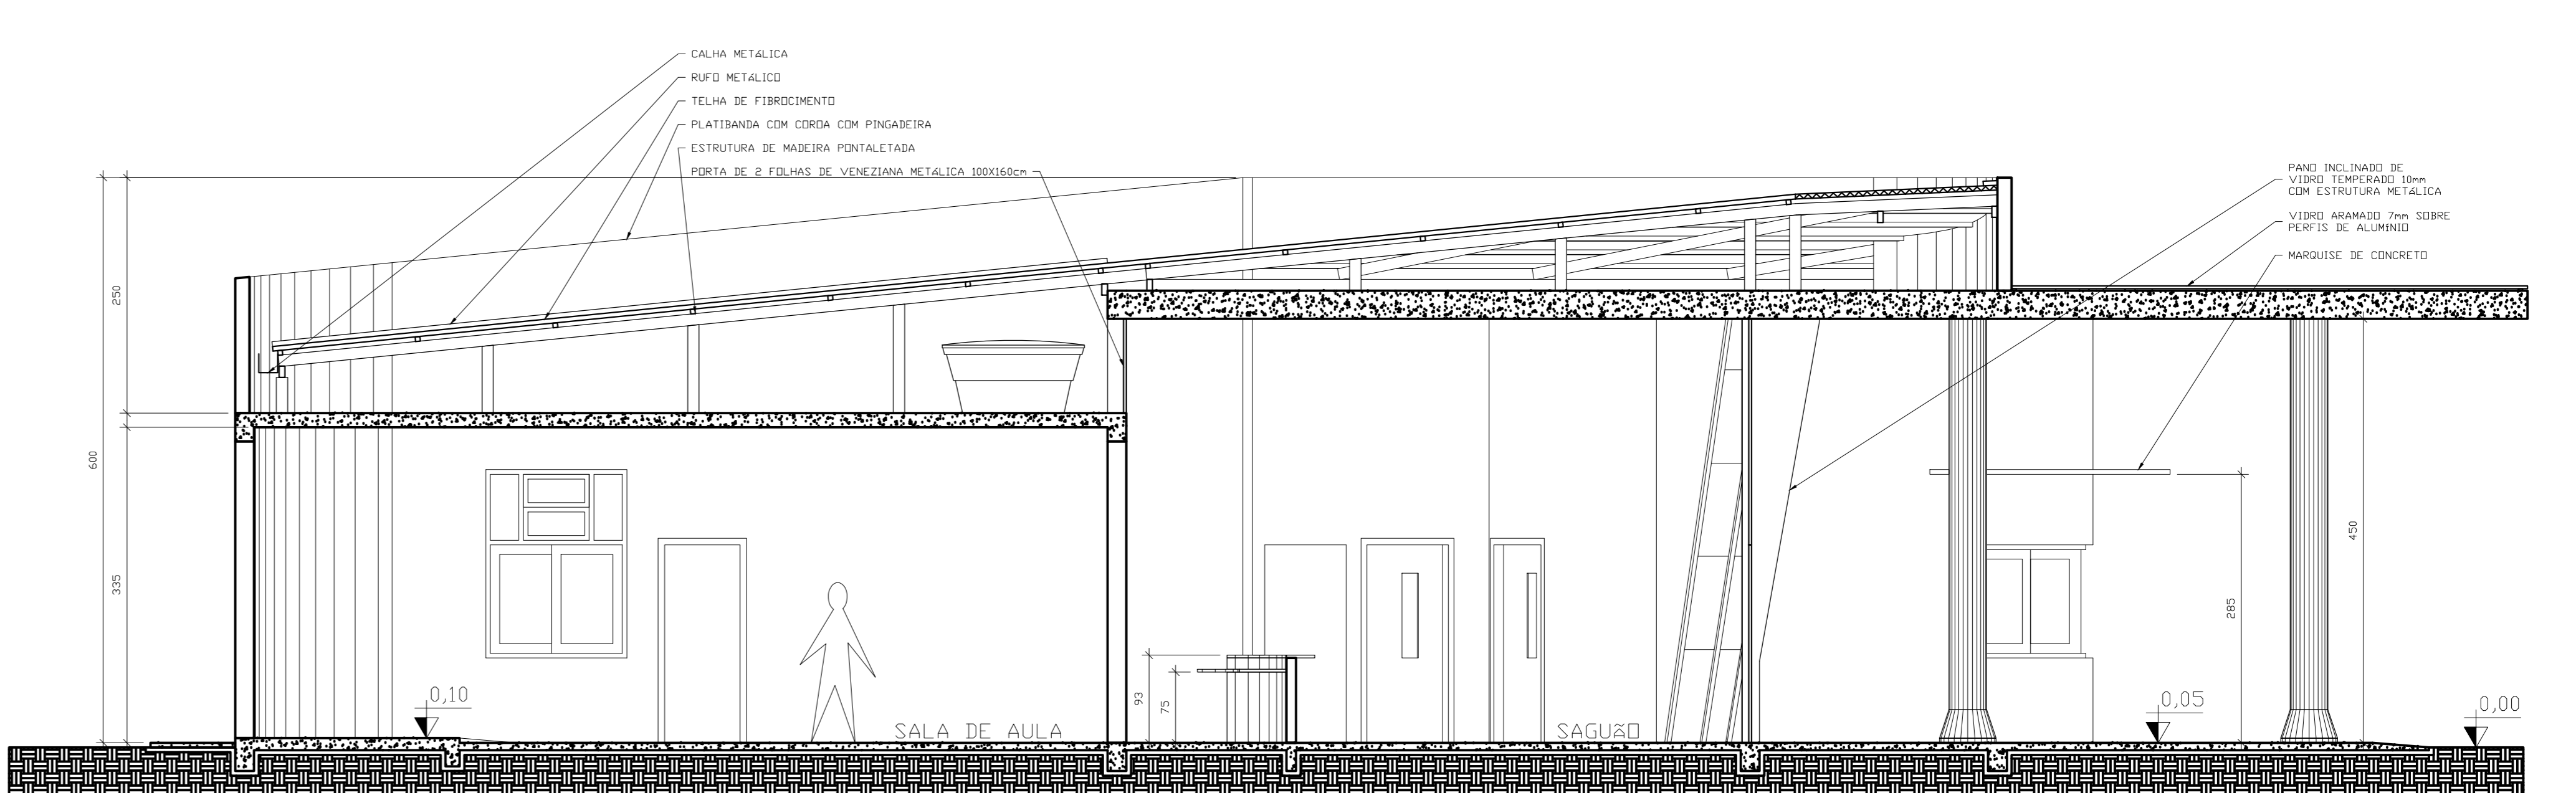 CALHA METÁLICA
RUFO METÁLICO
TELHA DE FIBROCIMENTO
PLATIBANDA COM COROA COM PINGADEIRA
ESTRUTURA DE MADEIRA PONTALETADA
PORTA DE 2 FOLHAS DE VENEZIANA METÁLICA 100X160cm
PANO INCLINADO DE
VIDRO TEMPERADO 10mm
COM ESTRUTURA METÁLICA
VIDRO ARAMADO 7mm SOBRE
PERFIS DE ALUMíNIO
MARQUISE DE CONCRETO
250
600
335
450
285
93
75
0,10
0,05
0,00
SALA DE AULA
SAGUÃO